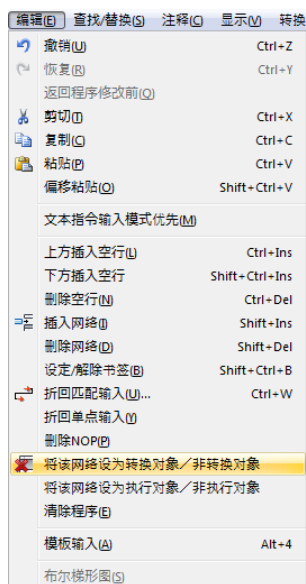 编辑(E) 查找/替换(S) 注释(C) 显示(V) 转换
撤销(U) Ctrl+Z
恢复(R) Ctrl+Y
返回程序修改前(O)
剪切(T) Ctrl+X
复制(C) Ctrl+C
粘贴(P) Ctrl+V
偏移粘贴(O) Shift+Ctrl+V
文本指令输入模式优先(M)
上方插入空行(L) Ctrl+Ins
下方插入空行 Shift+Ctrl+Ins
删除空行(N) Ctrl+Del
插入网络(I) Shift+Ins
删除网络(D) Shift+Del
设定/解除书签(B) Shift+Ctrl+B
折回匹配输入(U)... Ctrl+W
折回单点输入(Y)
删除NOP(P)
将该网络设为转换对象／非转换对象
将该网络设为执行对象／非执行对象
清除程序(E)
模板输入(A) Alt+4
布尔梯形图(S)